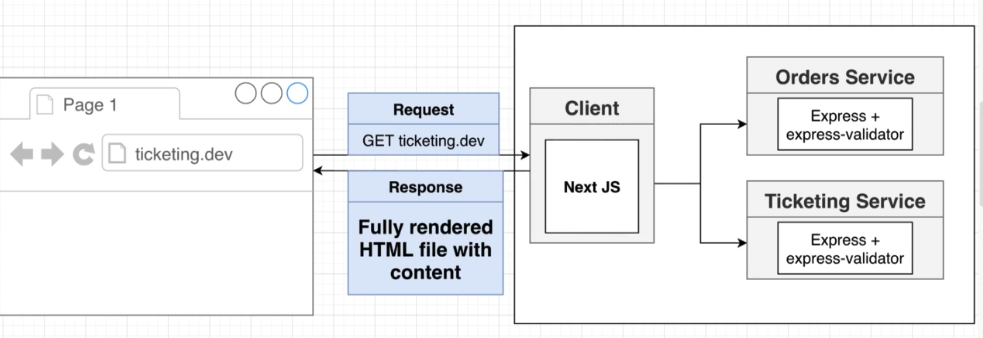 Page 1
ticketing.dev
Request
GET ticketing.dev
Response
Fully rendered
HTML file with
content
Client
Next JS
Orders Service
Express +
express-validator
Ticketing Service
Express +
express-validator